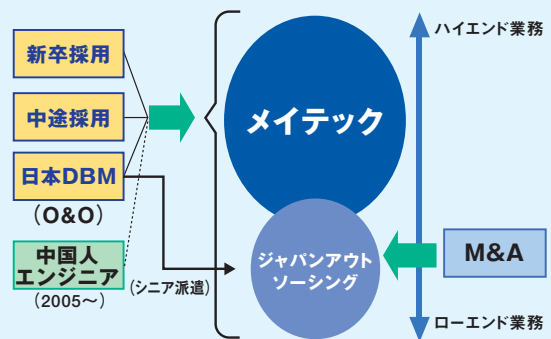 新卒採用
中途採用
日本DBM
(O&O)
中国人
エンジニア
(2005〜)
(シニア派遣)
メイテック
ジャパンアウト
ソーシング
ハイエンド業務
M&A
ローエンド業務